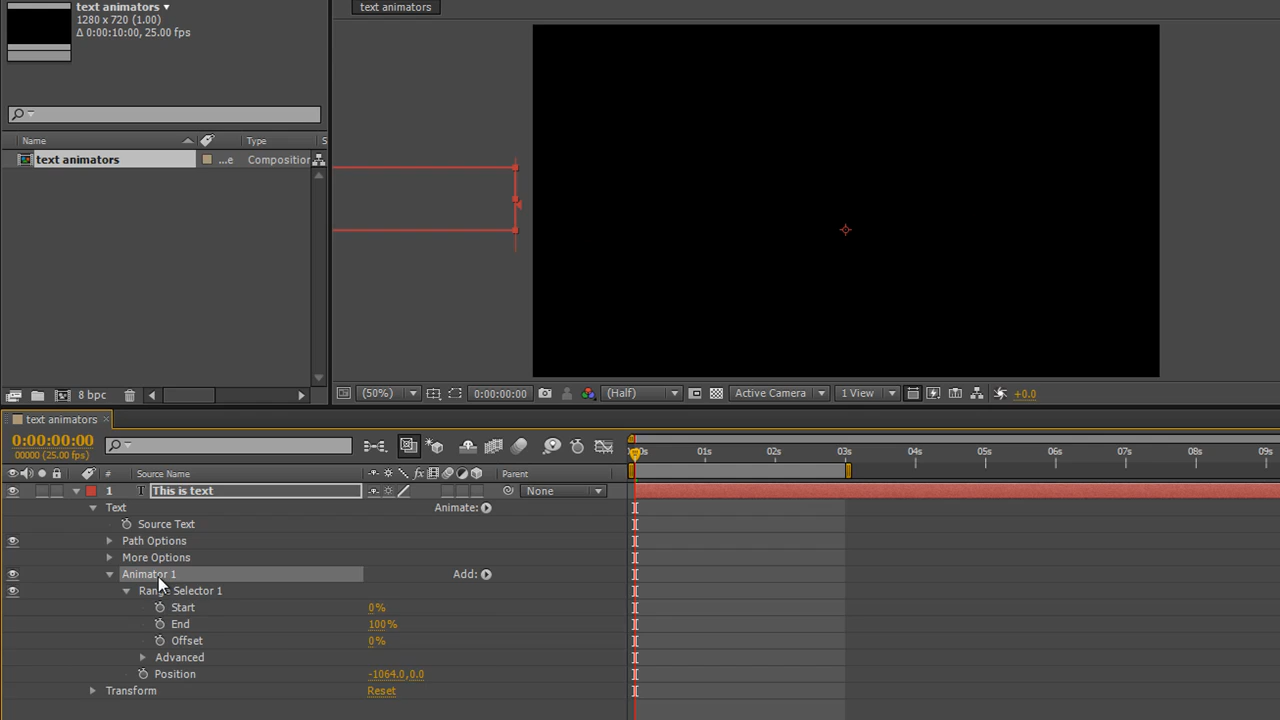 text animators
1280 x 720 (1.00)
Δ 0:00:10:00, 25.00 fps
text animators
Name Type S
text animators ...e Composition
8 bpc
(50%) 0:00:00:00 (Half) Active Camera 1 View +0.0
text animators
0:00:00:00
00000 (25.00 fps)
01s 02s 03s 04s 05s 06s 07s 08s 09s
# Source Name fx Parent
1 T This is text None
Text Animate:
Source Text
Path Options
More Options
Animator 1 Add:
Range Selector 1
Start 0%
End 100%
Offset 0%
Advanced
Position -1064.0,0.0
Transform Reset